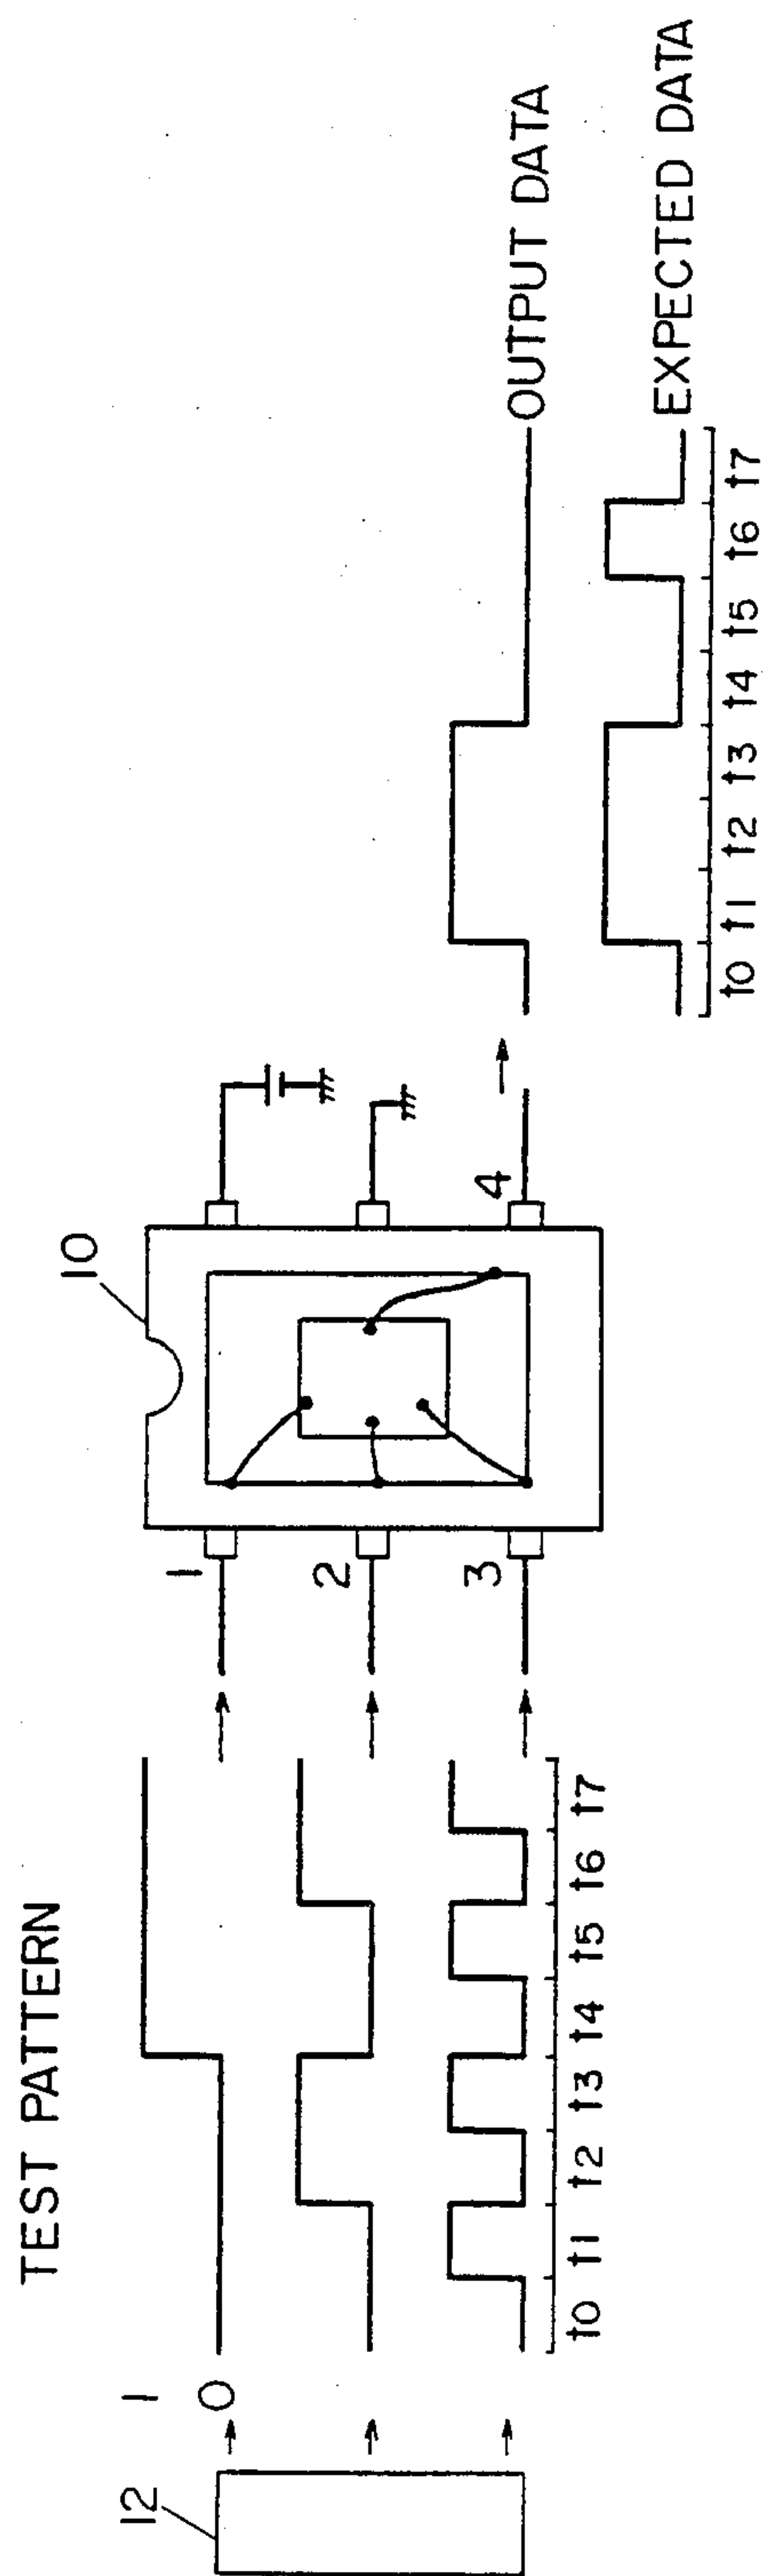 TEST PATTERN
12
1
0
t0 t1 t2 t3 t4 t5 t6 t7
1
2
3
10
4
OUTPUT DATA
EXPECTED DATA
t0 t1 t2 t3 t4 t5 t6 t7